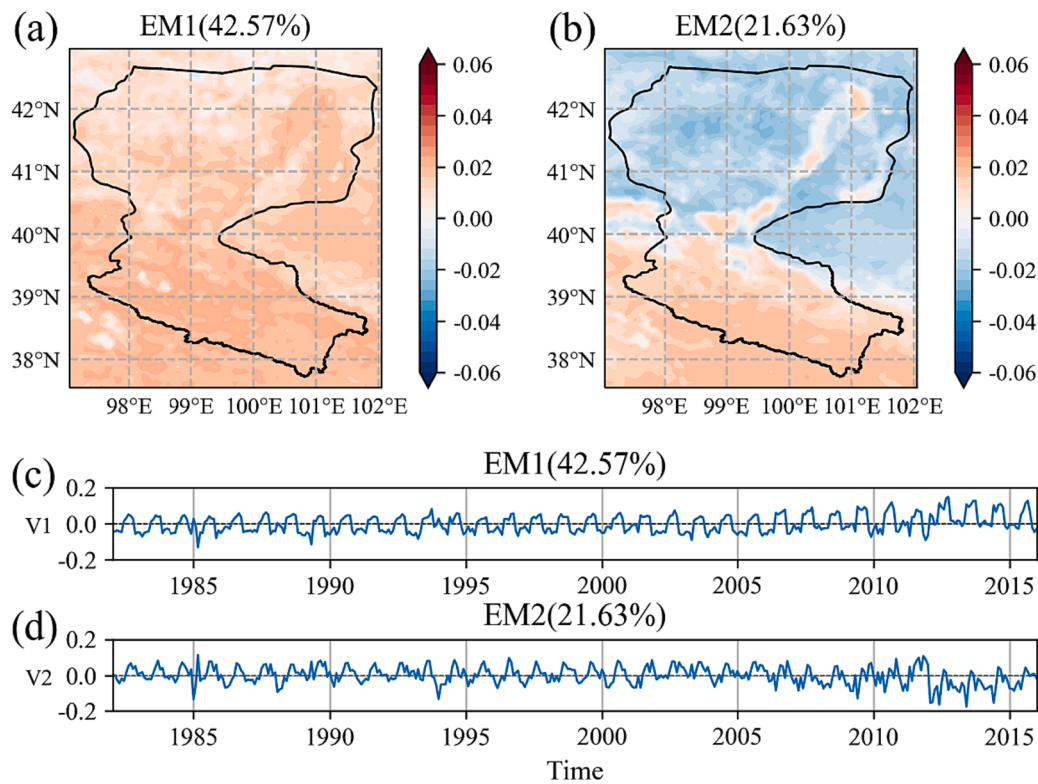 (a) EM1(42.57%)
(b) EM2(21.63%)
42°N
41°N
40°N
39°N
38°N
98°E 99°E 100°E 101°E 102°E
0.06
0.04
0.02
0.00
-0.02
-0.04
-0.06
42°N
41°N
40°N
39°N
38°N
98°E 99°E 100°E 101°E 102°E
0.06
0.04
0.02
0.00
-0.02
-0.04
-0.06
(c) EM1(42.57%)
0.2
V1 0.0
-0.2
1985 1990 1995 2000 2005 2010 2015
(d) EM2(21.63%)
0.2
V2 0.0
-0.2
1985 1990 1995 2000 2005 2010 2015
Time